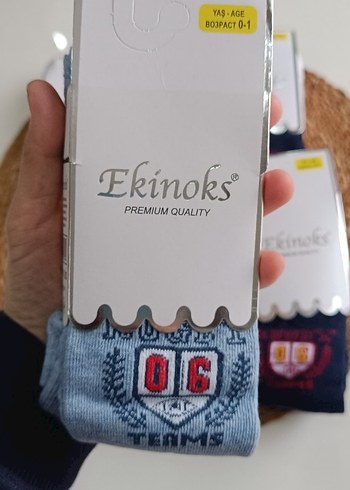 YAŞ - AGE
ВОЗРАСТ 0-1
Ekinoks®
PREMIUM QUALITY
06
TEAMS
Ekinoks
06